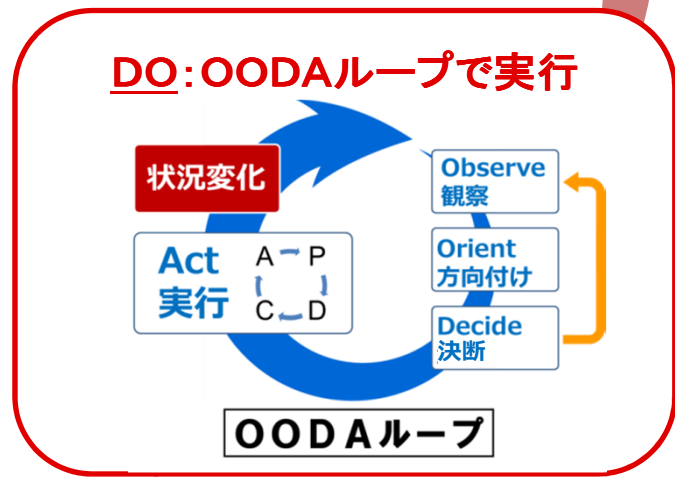 DO：OODAループで実行
状況変化
Observe
観察
Orient
方向付け
Decide
決断
Act
実行
A P
C D
OODAループ